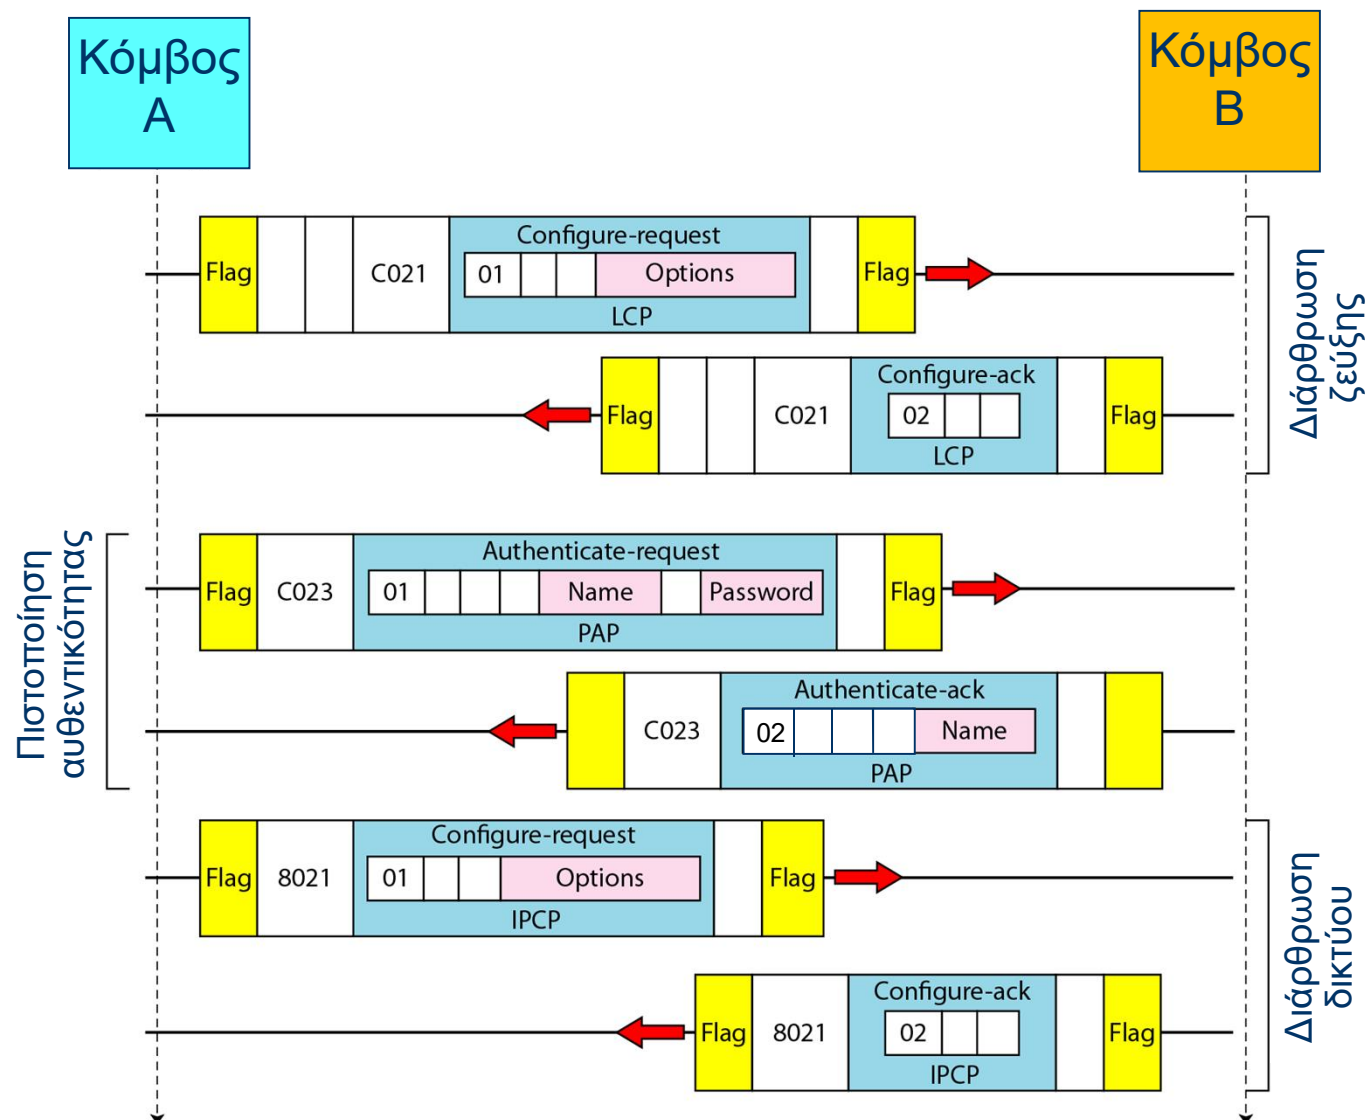 Κόμβος
Α
Κόμβος
Β
Configure-request
Flag
C021
01
Options
Flag
LCP
Διάρθρωση
ζεύξης
Configure-ack
Flag
C021
02
Flag
LCP
Πιστοποίηση
αυθεντικότητας
Authenticate-request
Flag
C023
01
Name
Password
Flag
PAP
Authenticate-ack
C023
02
Name
PAP
Configure-request
Flag
8021
01
Options
Flag
IPCP
Διάρθρωση
δικτύου
Configure-ack
Flag
8021
02
Flag
IPCP